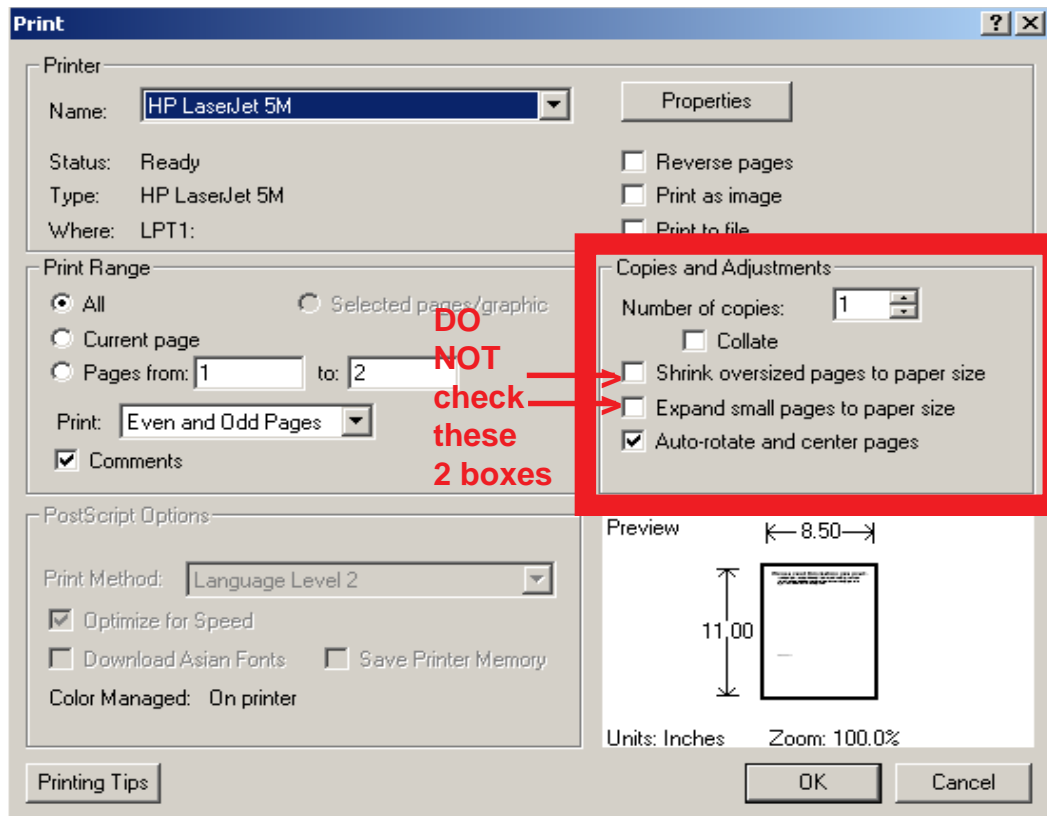 Print
Printer
Name: HP LaserJet 5M
Properties
Status: Ready
Type: HP LaserJet 5M
Where: LPT1:
Reverse pages
Print as image
Print to file
Print Range
All
Selected pages/graphic
Current page
Pages from: 1 to: 2
Print: Even and Odd Pages
Comments
DO
NOT
check
these
2 boxes
Copies and Adjustments
Number of copies: 1
Collate
Shrink oversized pages to paper size
Expand small pages to paper size
Auto-rotate and center pages
PostScript Options
Print Method: Language Level 2
Optimize for Speed
Download Asian Fonts Save Printer Memory
Color Managed: On printer
Preview
8.50
11.00
Units: Inches Zoom: 100.0%
Printing Tips
OK
Cancel